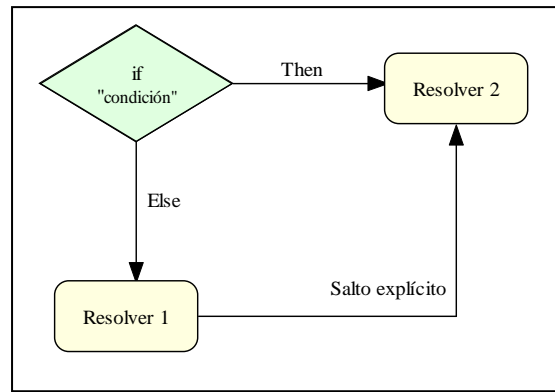 if
"condición"
Then
Resolver 2
Else
Salto explícito
Resolver 1